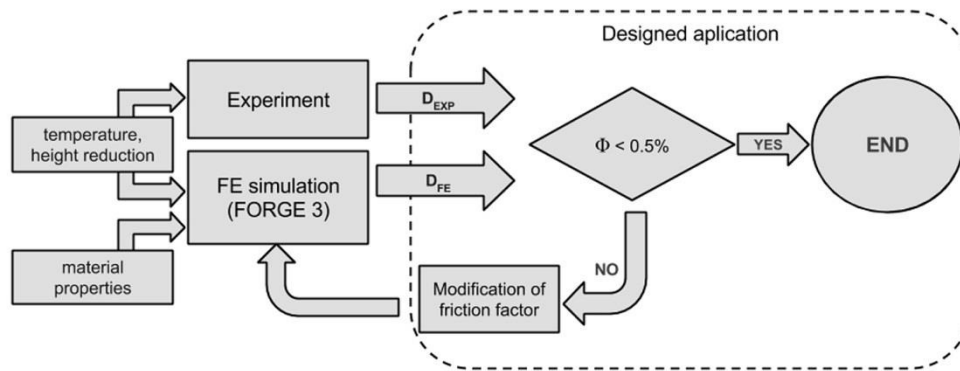 Designed aplication
Experiment
D_EXP
temperature,
height reduction
Φ < 0.5%
YES
END
FE simulation
(FORGE 3)
D_FE
material
properties
NO
Modification of
friction factor